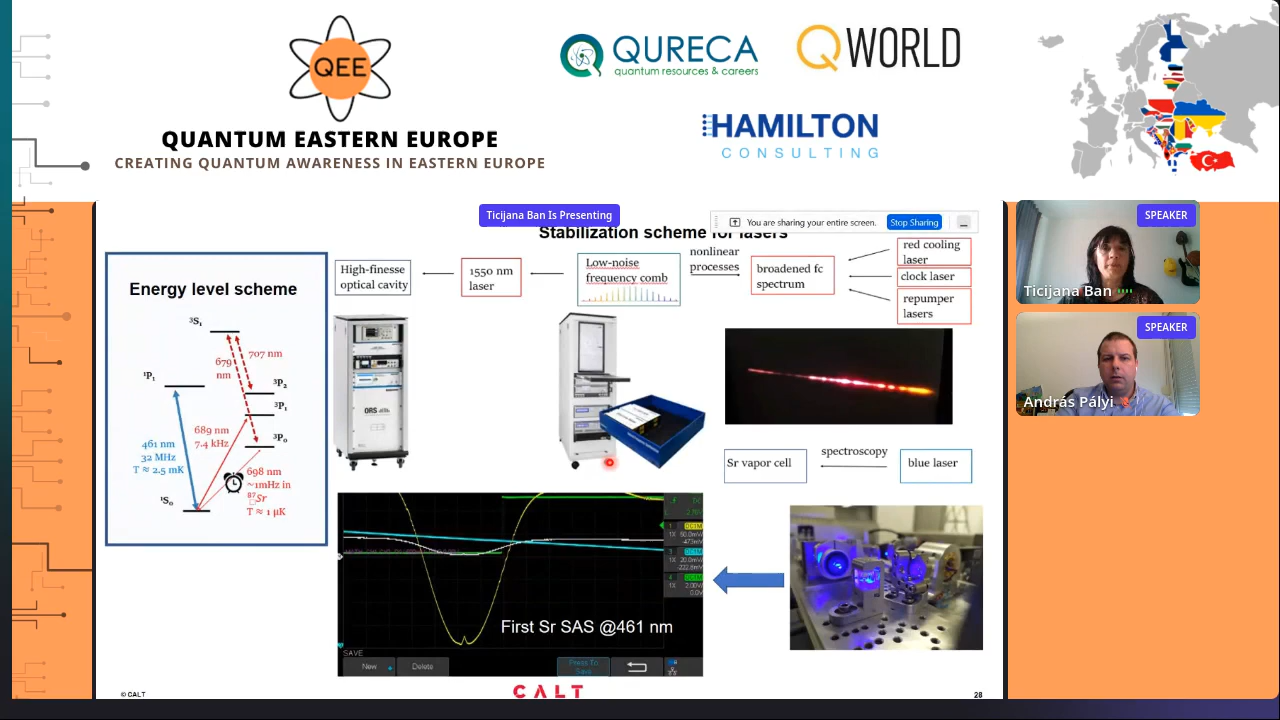 QEE
QUANTUM EASTERN EUROPE
CREATING QUANTUM AWARENESS IN EASTERN EUROPE
QURECA
quantum resources & careers
QWORLD
HAMILTON
CONSULTING
Ticijana Ban Is Presenting
You are sharing your entire screen.
Stop Sharing
Stabilization scheme for lasers
Energy level scheme
³S₁
707 nm
679
nm
¹P₁
³P₂
³P₁
³P₀
689 nm
7.4 kHz
461 nm
32 MHz
T ≈ 2.5 mK
698 nm
~1mHz in
⁸⁷Sr
T ≈ 1 μK
¹S₀
High-finesse
optical cavity
1550 nm
laser
Low-noise
frequency comb
nonlinear
processes
broadened fc
spectrum
red cooling
laser
clock laser
repumper
lasers
ORS
Sr vapor cell
spectroscopy
blue laser
First Sr SAS @461 nm
SAVE
New
Delete
Press To
Save
© CALT
CALT
28
SPEAKER
Ticijana Ban
SPEAKER
András Pályi